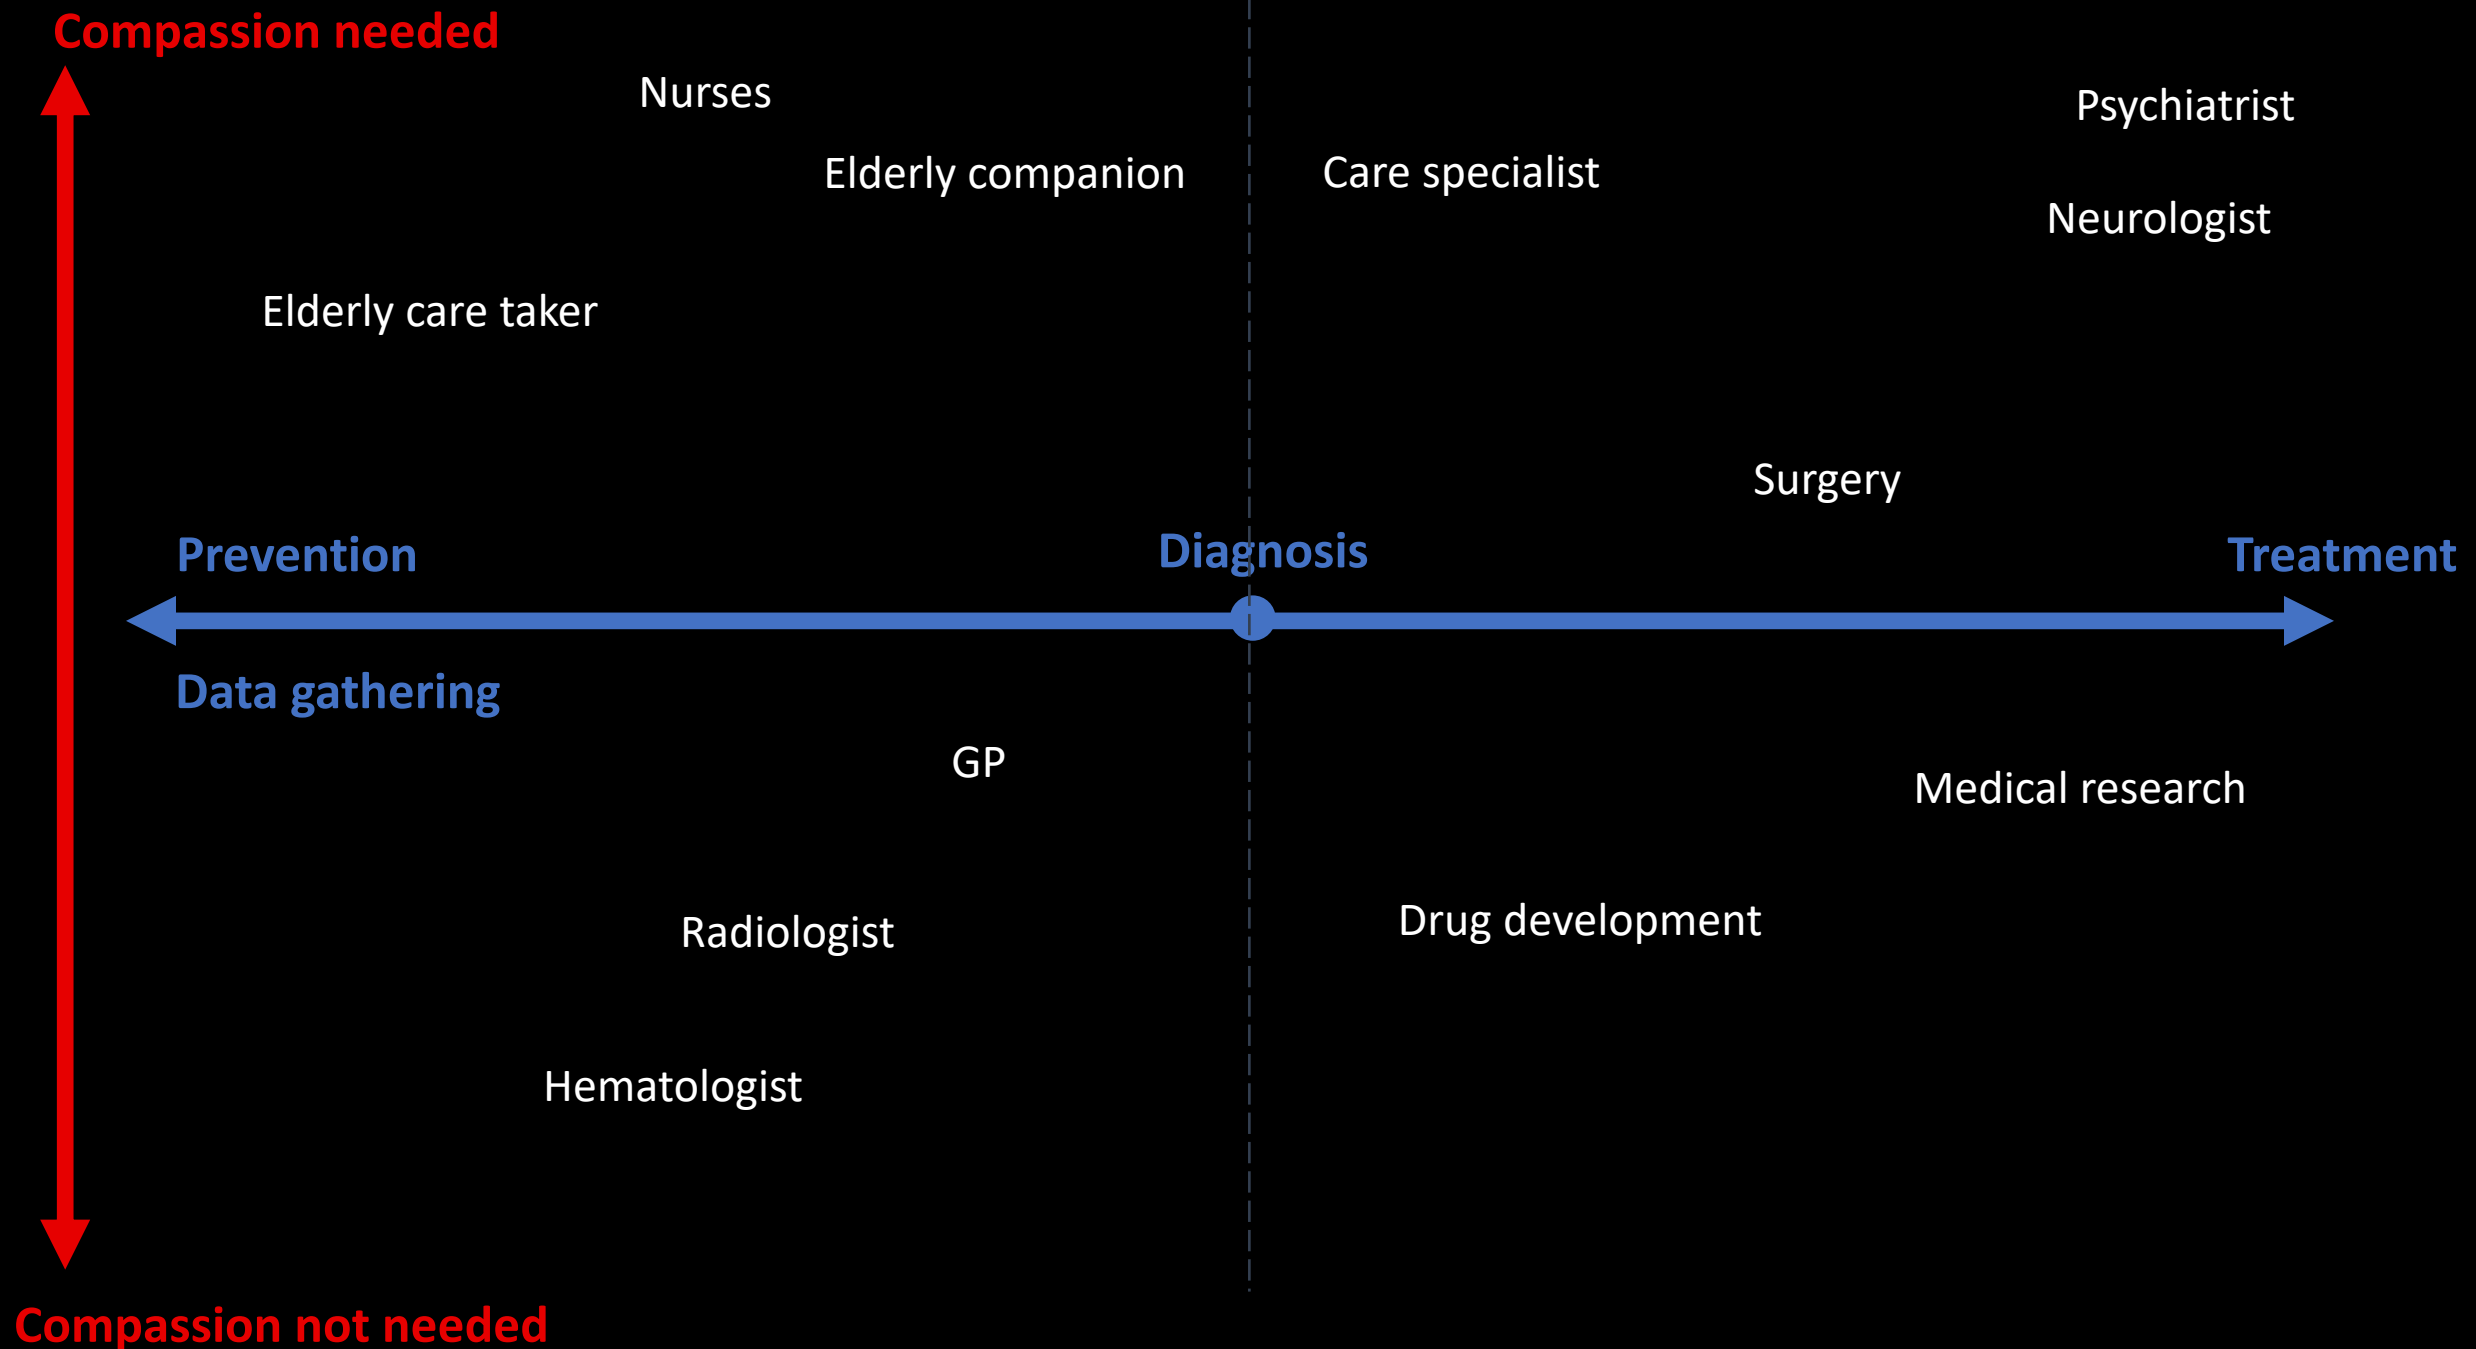 Compassion needed
Nurses
Psychiatrist
Elderly companion
Care specialist
Neurologist
Elderly care taker
Surgery
Prevention
Diagnosis
Treatment
Data gathering
GP
Medical research
Radiologist
Drug development
Hematologist
Compassion not needed